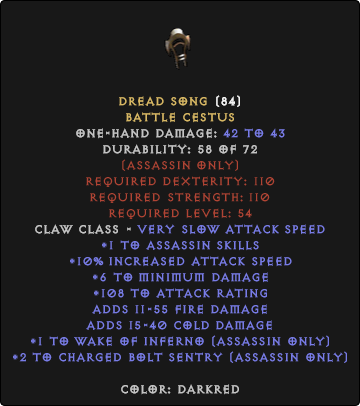 DREAD SONG (84)
BATTLE CESTUS
ONE-HAND DAMAGE: 42 TO 43
DURABILITY: 58 OF 72
(ASSASSIN ONLY)
REQUIRED DEXTERITY: 110
REQUIRED STRENGTH: 110
REQUIRED LEVEL: 54
CLAW CLASS - VERY SLOW ATTACK SPEED
+1 TO ASSASSIN SKILLS
+10% INCREASED ATTACK SPEED
+6 TO MINIMUM DAMAGE
+108 TO ATTACK RATING
ADDS 11-55 FIRE DAMAGE
ADDS 15-40 COLD DAMAGE
+1 TO WAKE OF INFERNO (ASSASSIN ONLY)
+2 TO CHARGED BOLT SENTRY (ASSASSIN ONLY)
COLOR: DARKRED